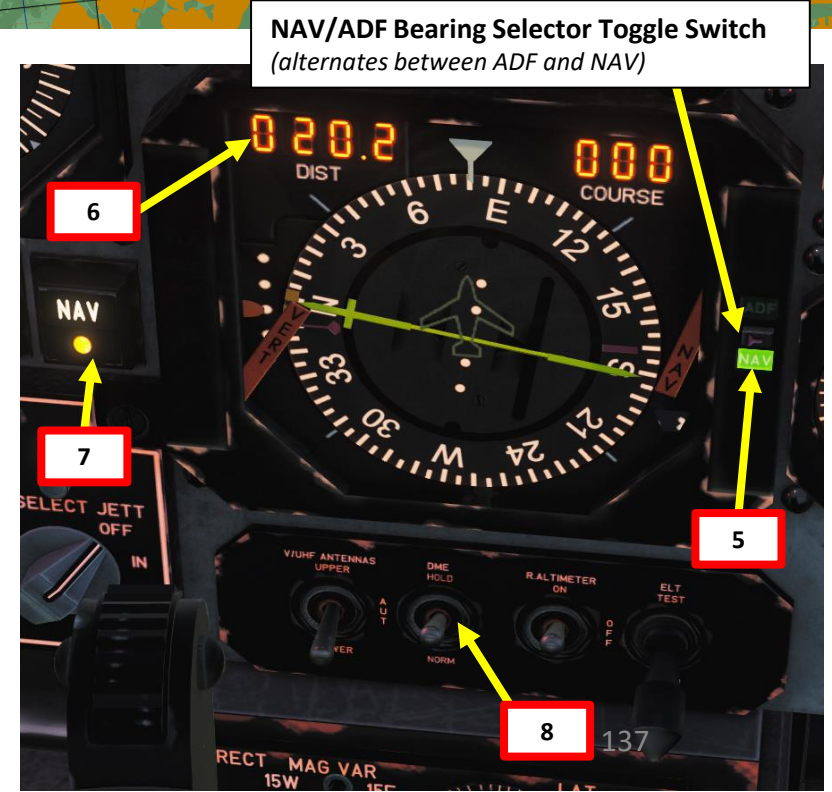 NAV/ADF Bearing Selector Toggle Switch
(alternates between ADF and NAV)
020.2
DIST
000
COURSE
6
3
6
E
12
15
S
21
24
W
30
33
N
VERT
NAV
ADF
NAV
NAV
7
5
SELECT JETT
OFF
IN
V/UHF ANTENNAS
UPPER
AUT
DME
HOLD
NORM
R.ALTIMETER
ON
OFF
ELT
TEST
8
137
MAG VAR
15W
15E
LAT